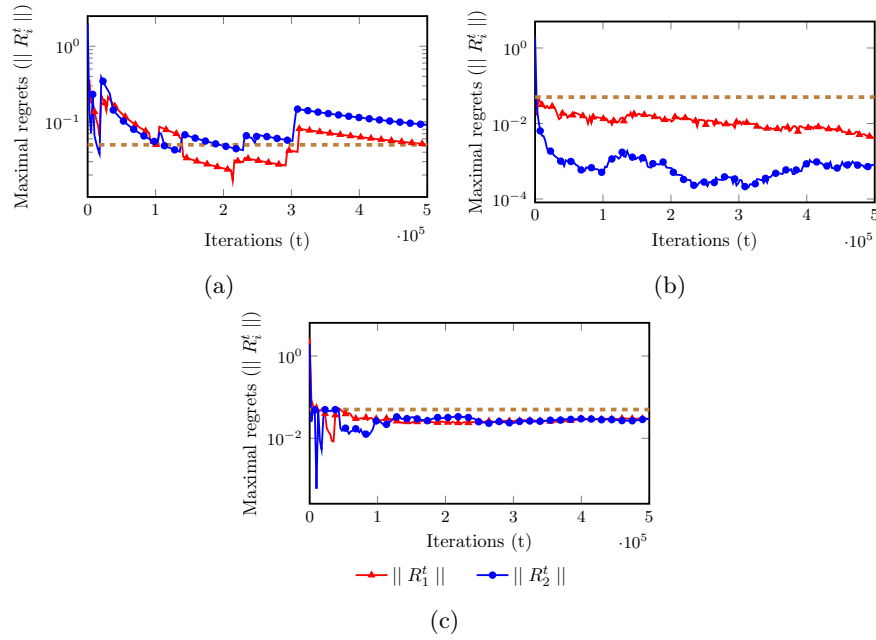 Maximal regrets (|| R_i^t ||)
10^0
10^-1
0 1 2 3 4 5
·10^5
Iterations (t)
(a)
Maximal regrets (|| R_i^t ||)
10^0
10^-2
10^-4
0 1 2 3 4 5
·10^5
Iterations (t)
(b)
Maximal regrets (|| R_i^t ||)
10^0
10^-2
0 1 2 3 4 5
·10^5
Iterations (t)
|| R_1^t || || R_2^t ||
(c)